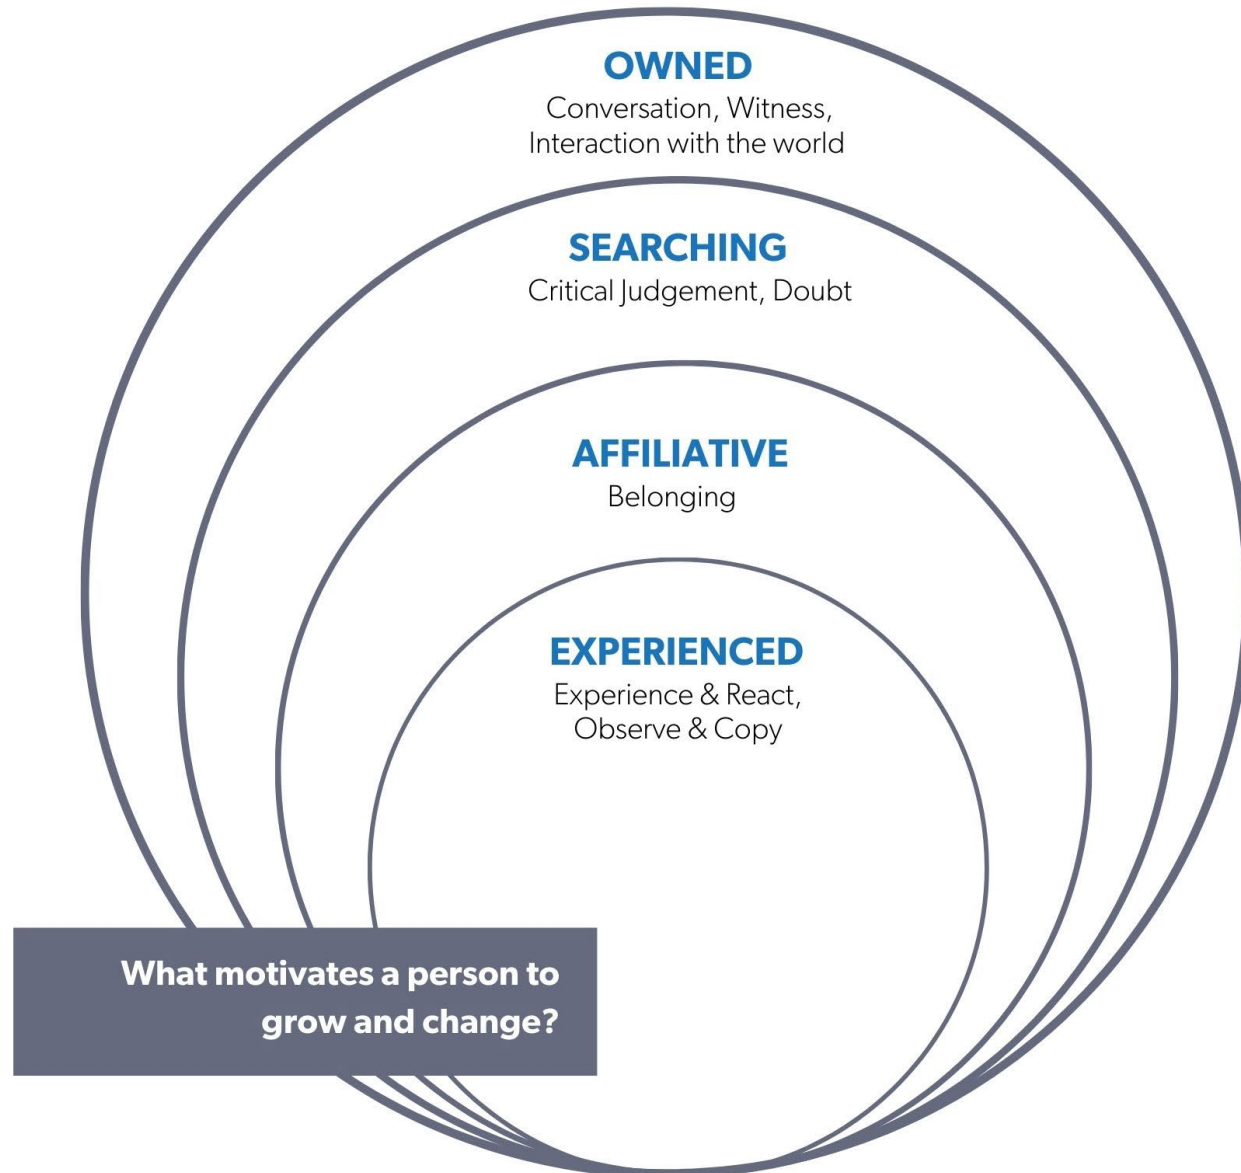 OWNED
Conversation, Witness,
Interaction with the world
SEARCHING
Critical Judgement, Doubt
AFFILIATIVE
Belonging
EXPERIENCED
Experience & React,
Observe & Copy
What motivates a person to
grow and change?